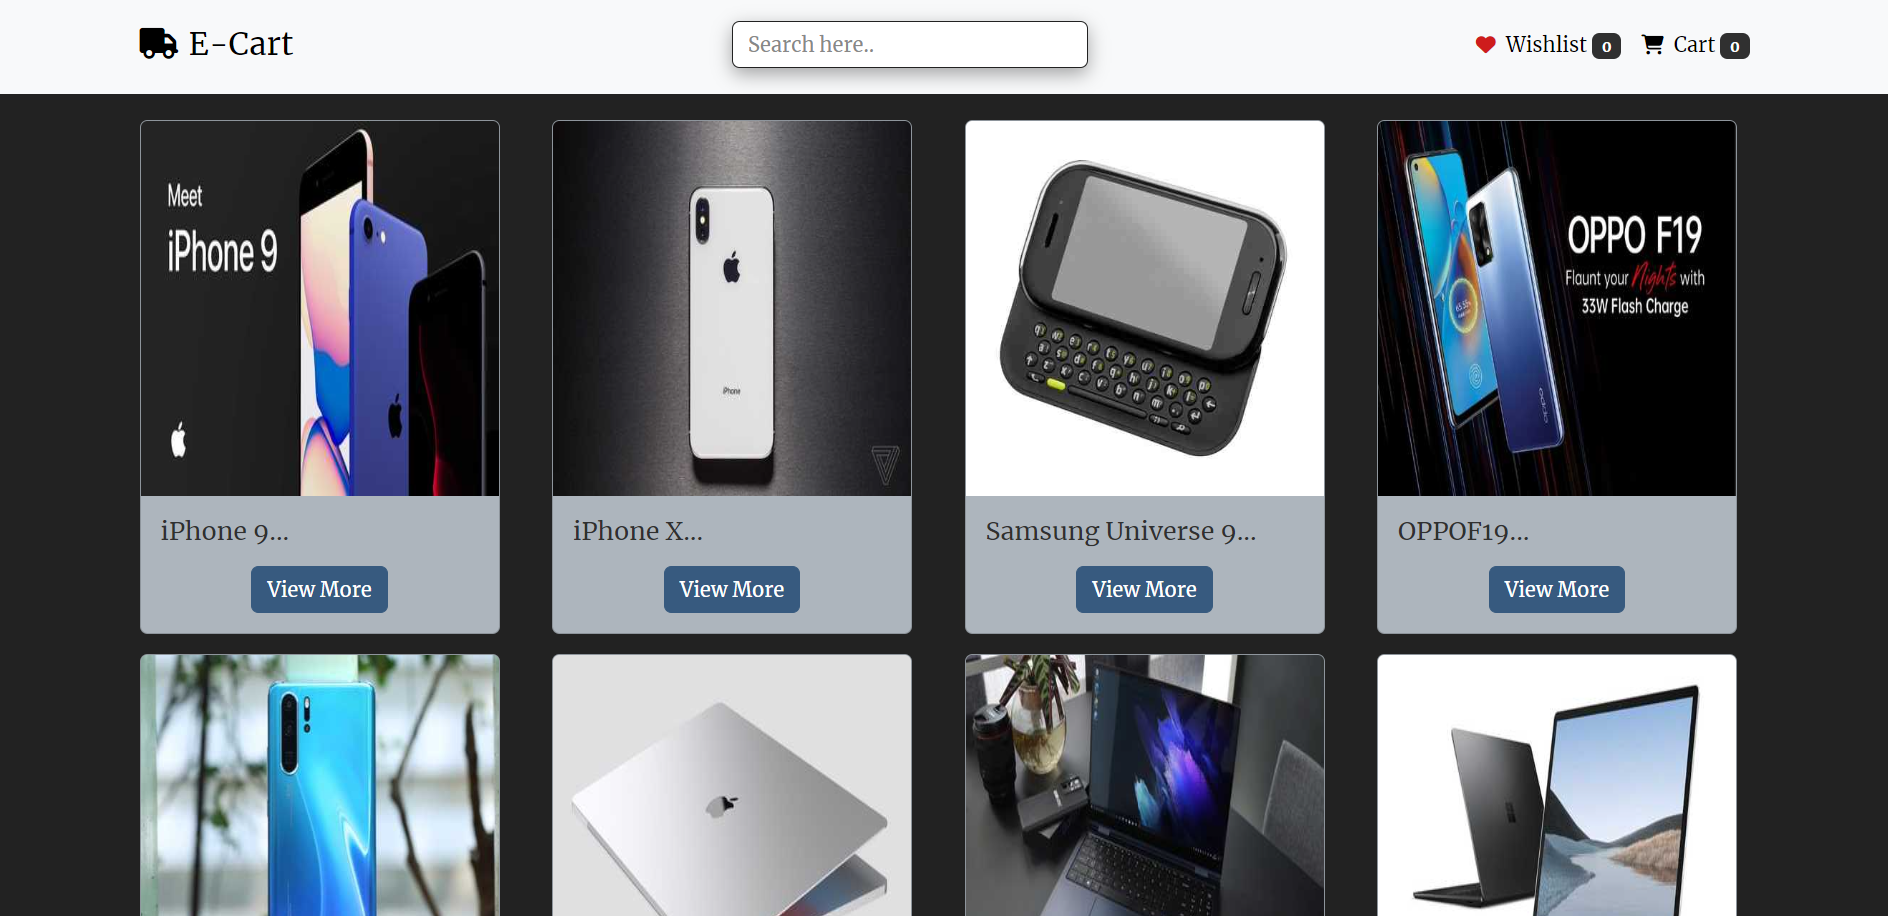 E-Cart
Search here..
Wishlist 0
Cart 0
Meet
iPhone 9
iPhone
OPPO F19
Flaunt your Nights with
33W Flash Charge
oppo
iPhone 9...
iPhone X...
Samsung Universe 9...
OPPOF19...
View More
View More
View More
View More